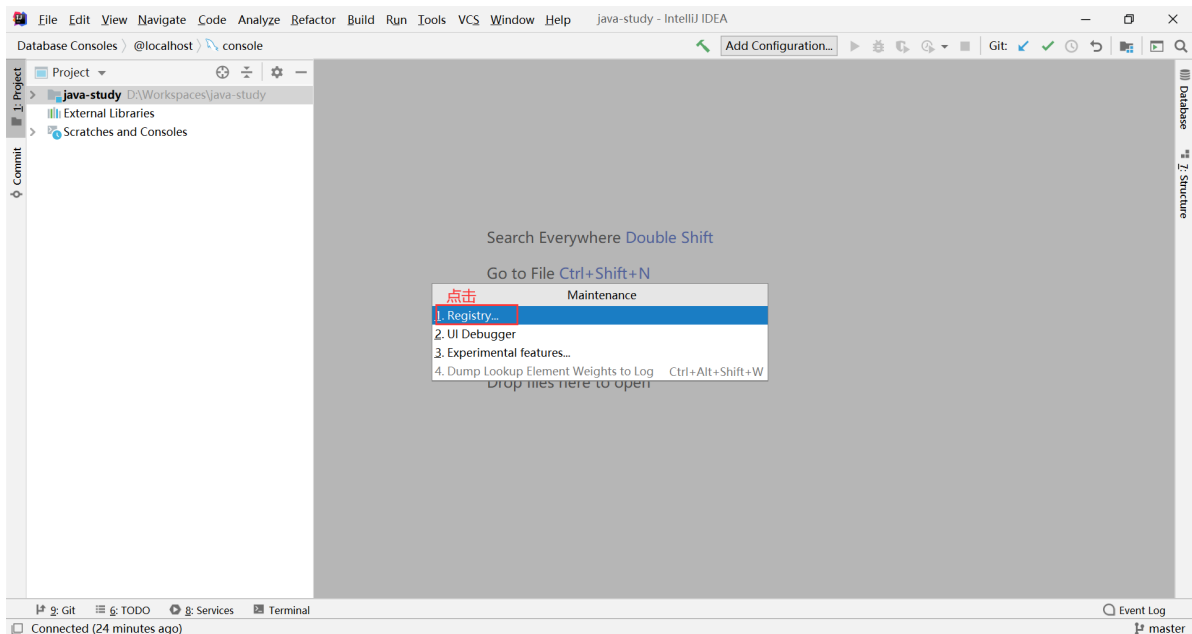 File Edit View Navigate Code Analyze Refactor Build Run Tools VCS Window Help java-study - IntelliJ IDEA
Database Consoles @localhost console Add Configuration... Git:
Project
java-study D:\Workspaces\java-study
External Libraries
Scratches and Consoles
1: Project
Commit
Database
7: Structure
Search Everywhere Double Shift
Go to File Ctrl+Shift+N
点击 Maintenance
1. Registry...
2. UI Debugger
3. Experimental features...
4. Dump Lookup Element Weights to Log Ctrl+Alt+Shift+W
Drop files here to open
9: Git 6: TODO 8: Services Terminal Event Log
Connected (24 minutes ago) master